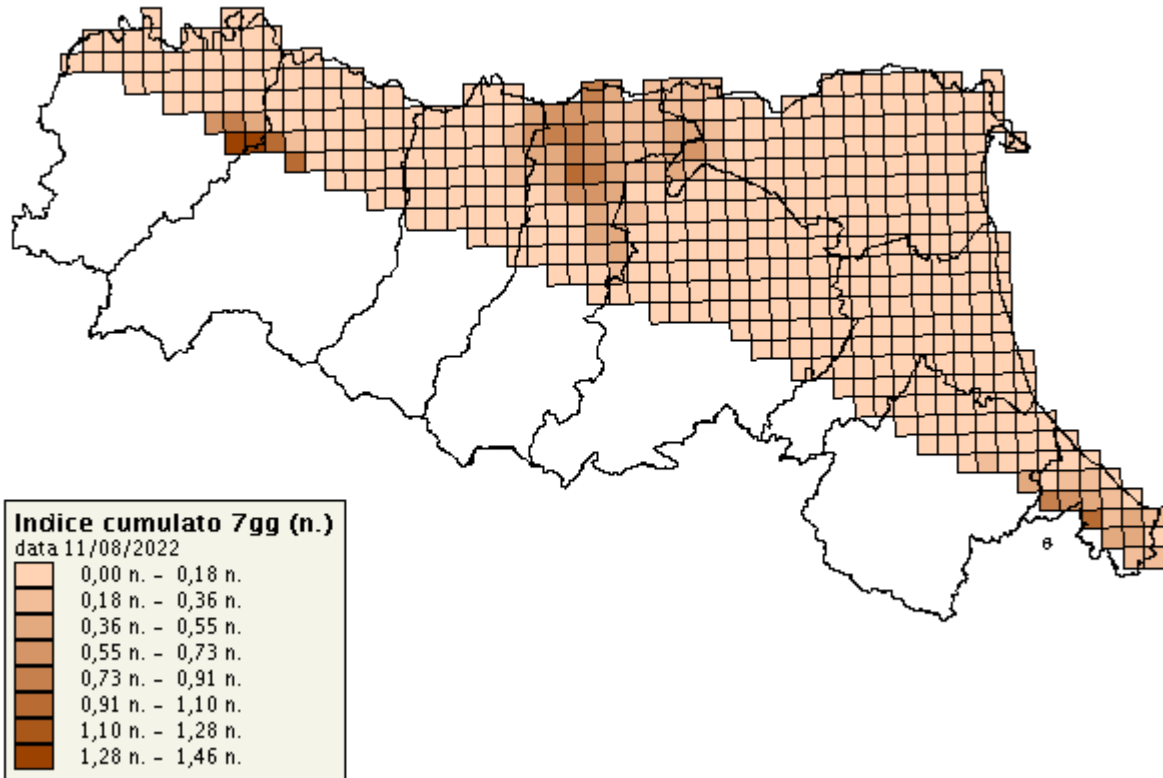 Indice cumulato 7gg (n.)
data 11/08/2022
0,00 n. - 0,18 n.
0,18 n. - 0,36 n.
0,36 n. - 0,55 n.
0,55 n. - 0,73 n.
0,73 n. - 0,91 n.
0,91 n. - 1,10 n.
1,10 n. - 1,28 n.
1,28 n. - 1,46 n.